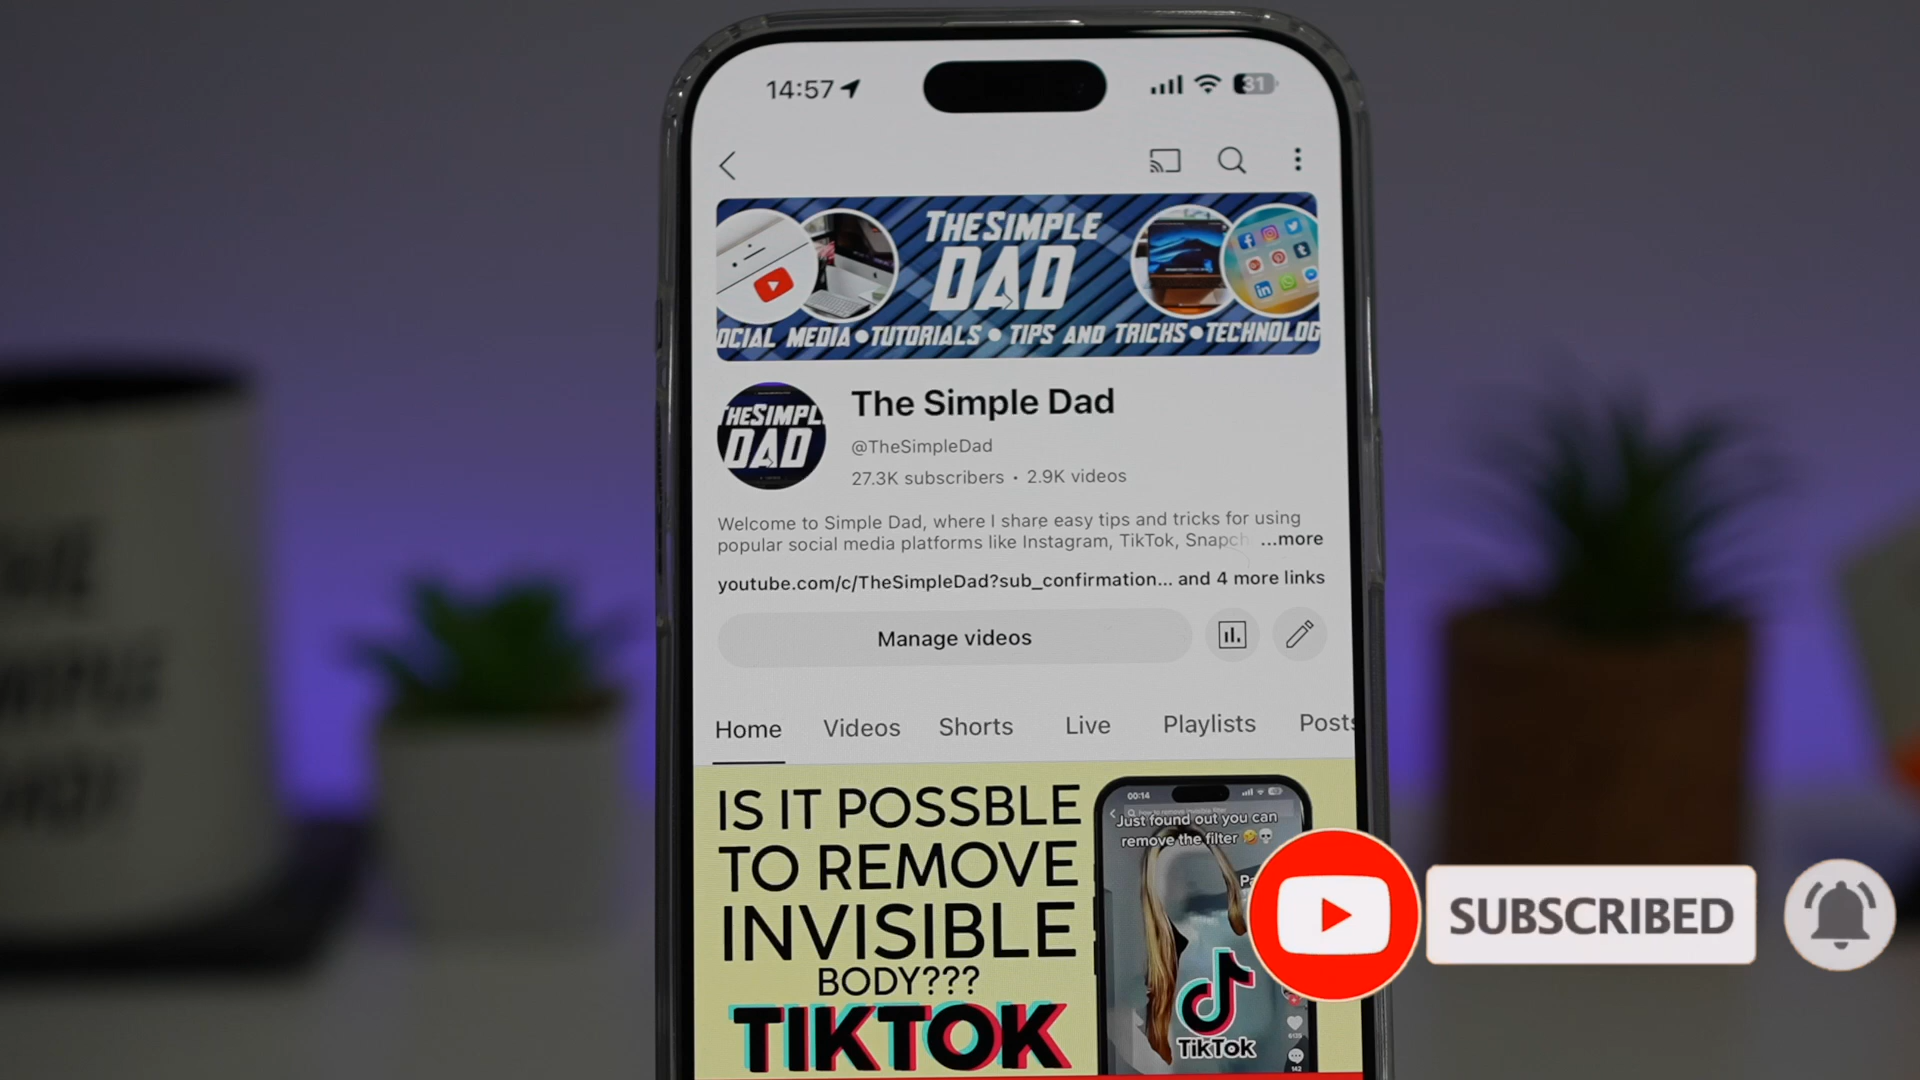 14:57
31
THE SIMPLE
DAD
OCIAL MEDIA • TUTORIALS • TIPS AND TRICKS • TECHNOLOG
THESIMPL
DAD
The Simple Dad
@TheSimpleDad
27.3K subscribers • 2.9K videos
Welcome to Simple Dad, where I share easy tips and tricks for using
popular social media platforms like Instagram, TikTok, Snapch ...more
youtube.com/c/TheSimpleDad?sub_confirmation... and 4 more links
Manage videos
Home Videos Shorts Live Playlists Posts
IS IT POSSBLE
TO REMOVE
INVISIBLE
BODY???
TIKTOK
00:14
Just found out you can
remove the filter 🤣💀
Pa
TikTok
SUBSCRIBED